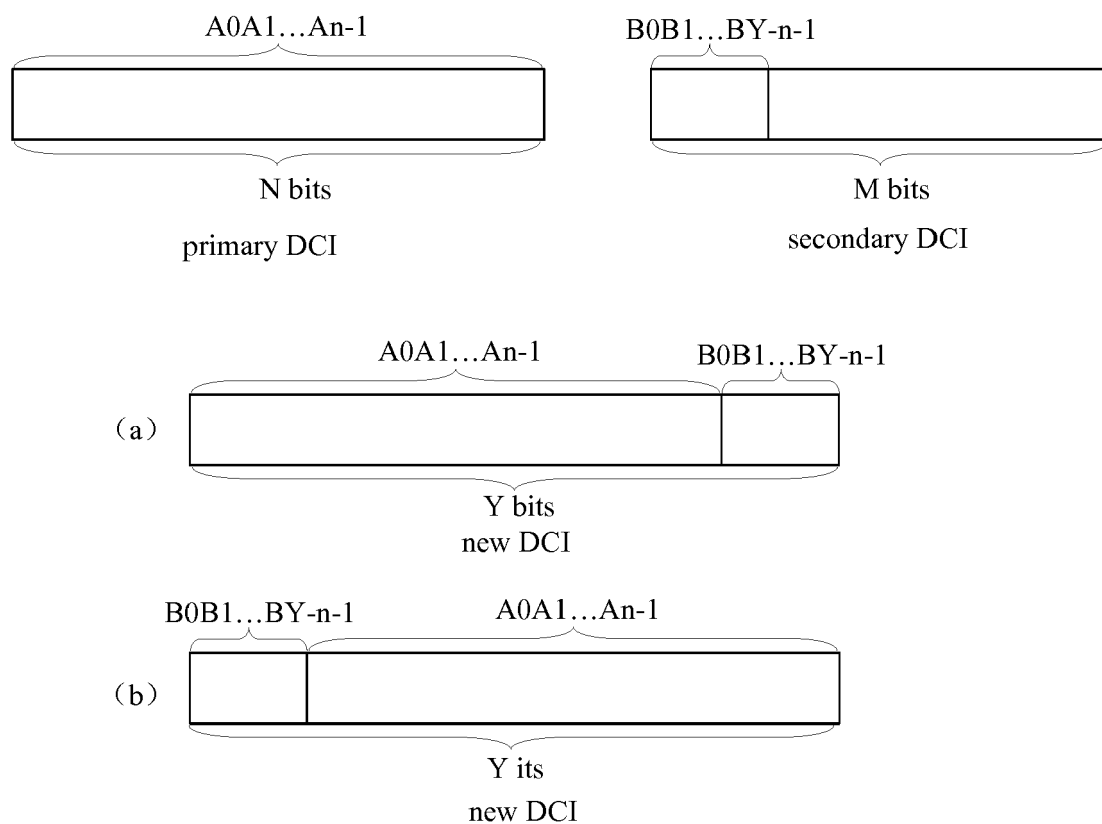 A0A1…An-1
B0B1…BY-n-1
N bits
primary DCI
M bits
secondary DCI
A0A1…An-1
B0B1…BY-n-1
(a)
Y bits
new DCI
B0B1…BY-n-1
A0A1…An-1
(b)
Y its
new DCI